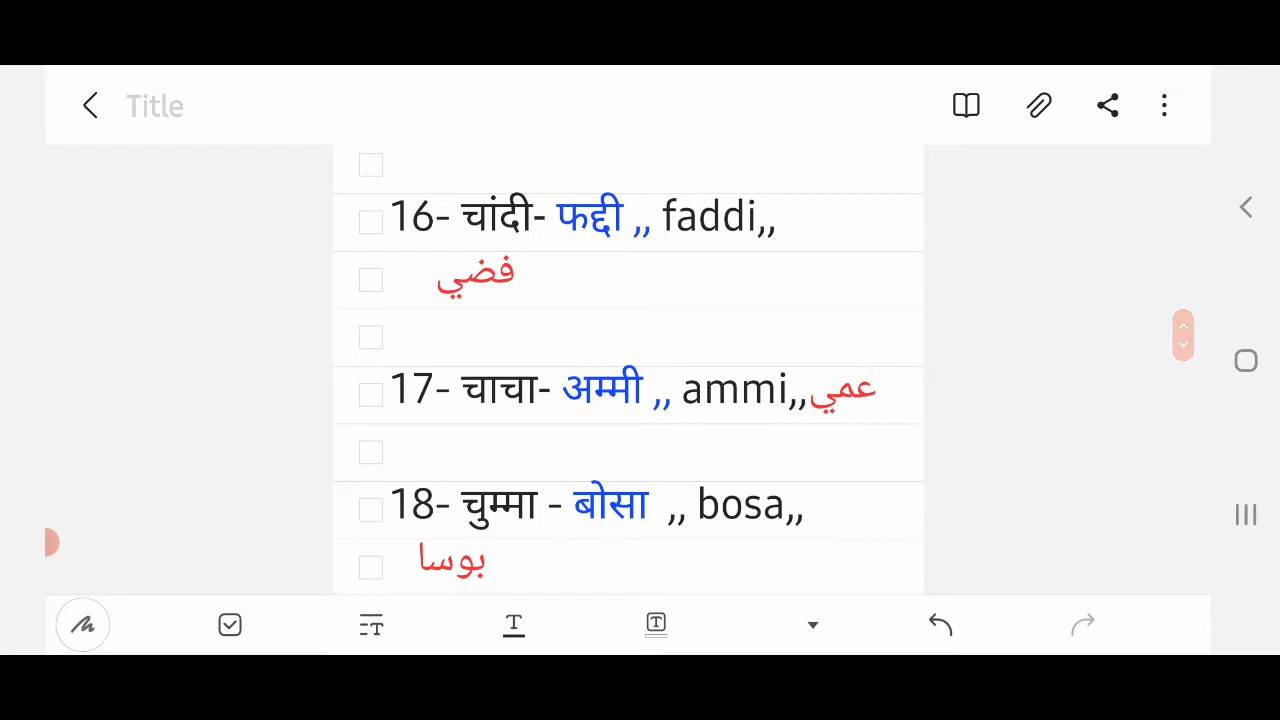 Title
16- चांदी- फद्दी ,, faddi,,
فضي
17- चाचा- अम्मी ,, ammi,,عمي
18- चुम्मा - बोसा ,, bosa,,
بوسا